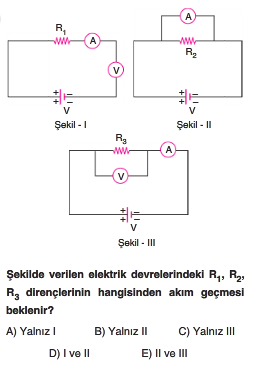 R1 A V
+ - + - V
Şekil - I
A R2
+ - + - V
Şekil - II
R3 A V
+ - + - V
Şekil - III
Şekilde verilen elektrik devrelerindeki R1, R2,
R3 dirençlerinin hangisinden akım geçmesi
beklenir?
A) Yalnız I B) Yalnız II C) Yalnız III
D) I ve II E) II ve III